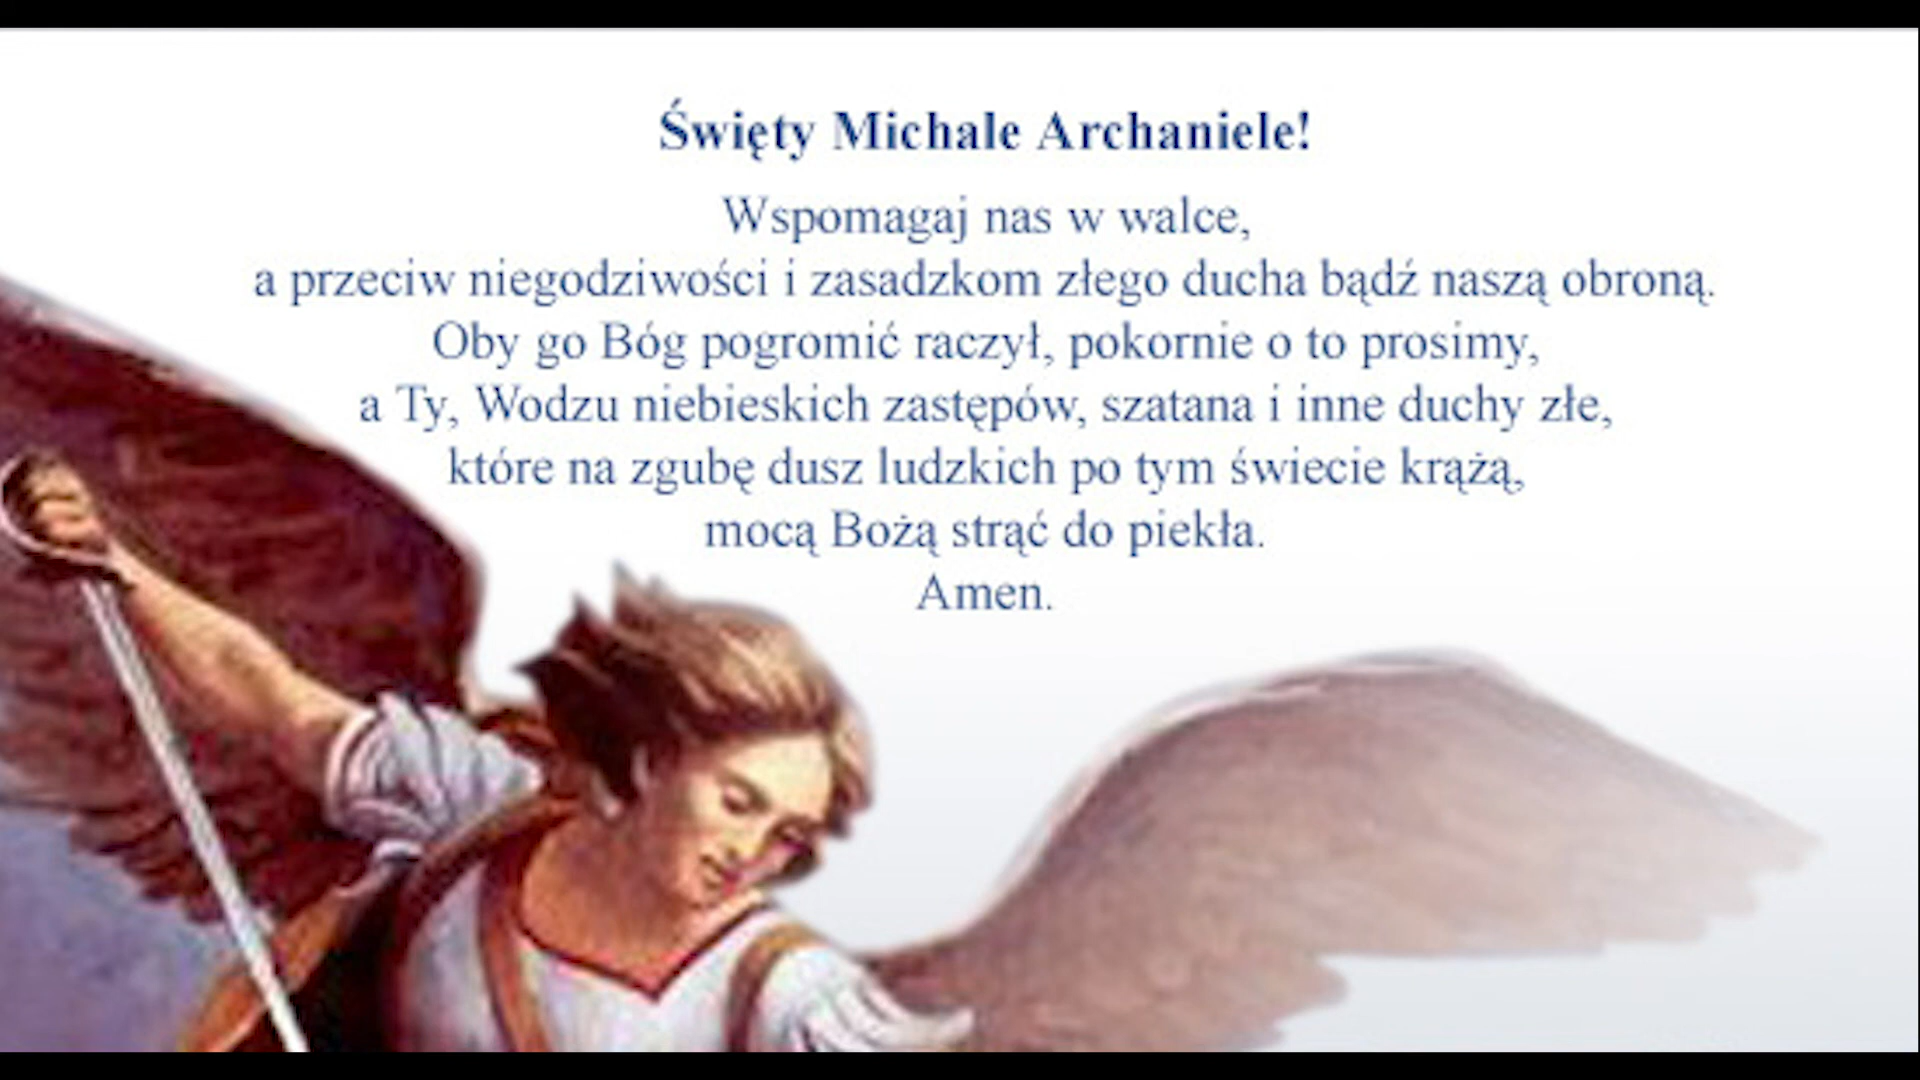 Święty Michale Archaniele!
Wspomagaj nas w walce,
a przeciw niegodziwości i zasadzkom złego ducha bądź naszą obroną.
Oby go Bóg pogromić raczył, pokornie o to prosimy,
a Ty, Wodzu niebieskich zastępów, szatana i inne duchy złe,
które na zgubę dusz ludzkich po tym świecie krążą,
mocą Bożą strąć do piekła.
Amen.